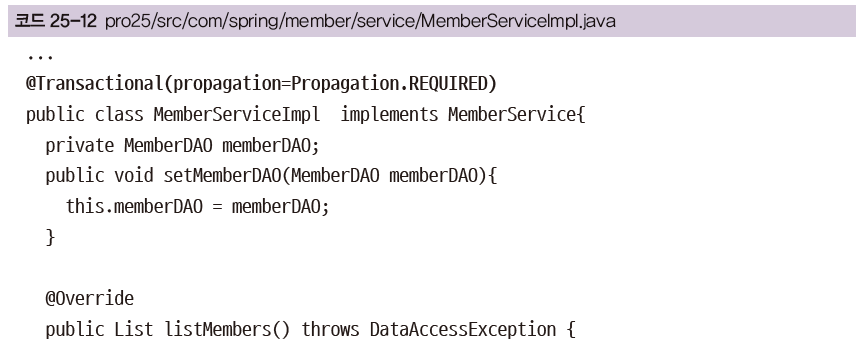 코드 25-12 pro25/src/com/spring/member/service/MemberServiceImpl.java
...
@Transactional(propagation=Propagation.REQUIRED)
public class MemberServiceImpl  implements MemberService{
  private MemberDAO memberDAO;
  public void setMemberDAO(MemberDAO memberDAO){
    this.memberDAO = memberDAO;
  }

  @Override
  public List listMembers() throws DataAccessException {